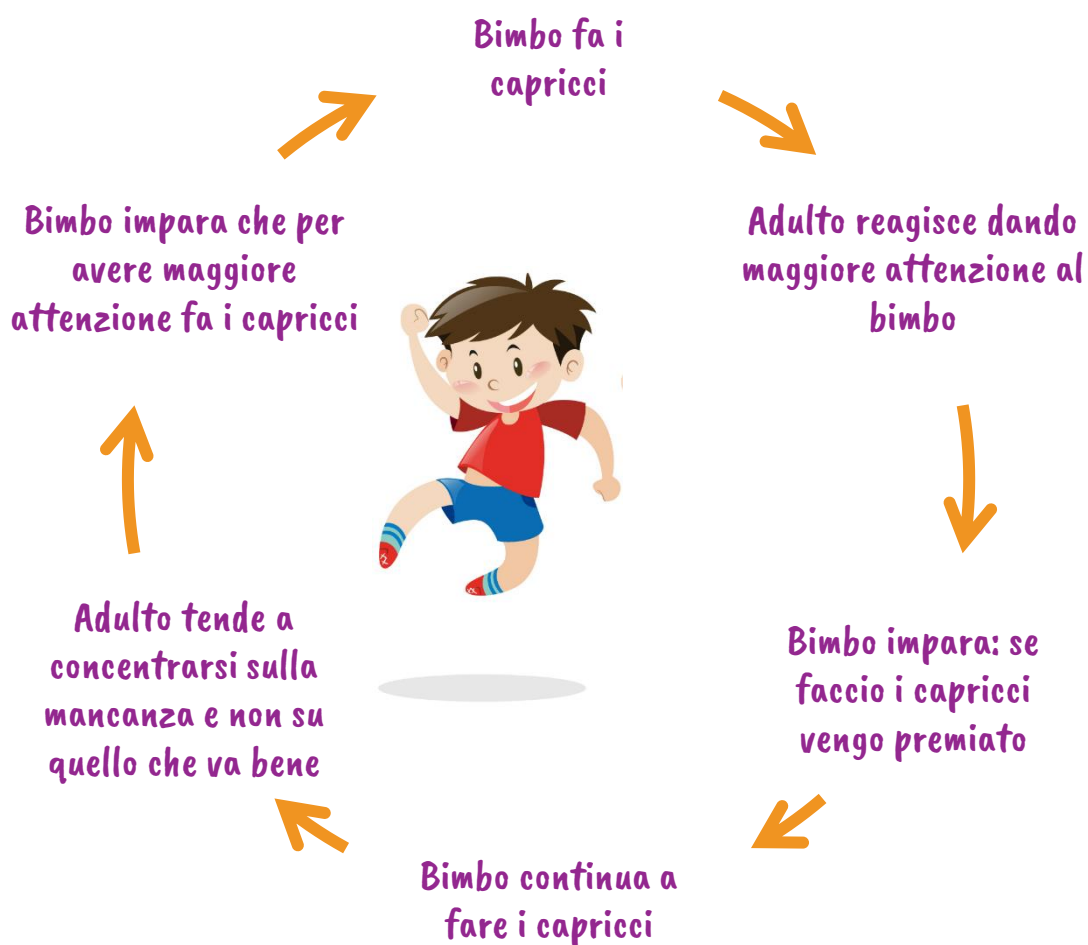 Bimbo fa i
capricci
Adulto reagisce dando
maggiore attenzione al
bimbo
Bimbo impara: se
faccio i capricci
vengo premiato
Bimbo continua a
fare i capricci
Adulto tende a
concentrarsi sulla
mancanza e non su
quello che va bene
Bimbo impara che per
avere maggiore
attenzione fa i capricci